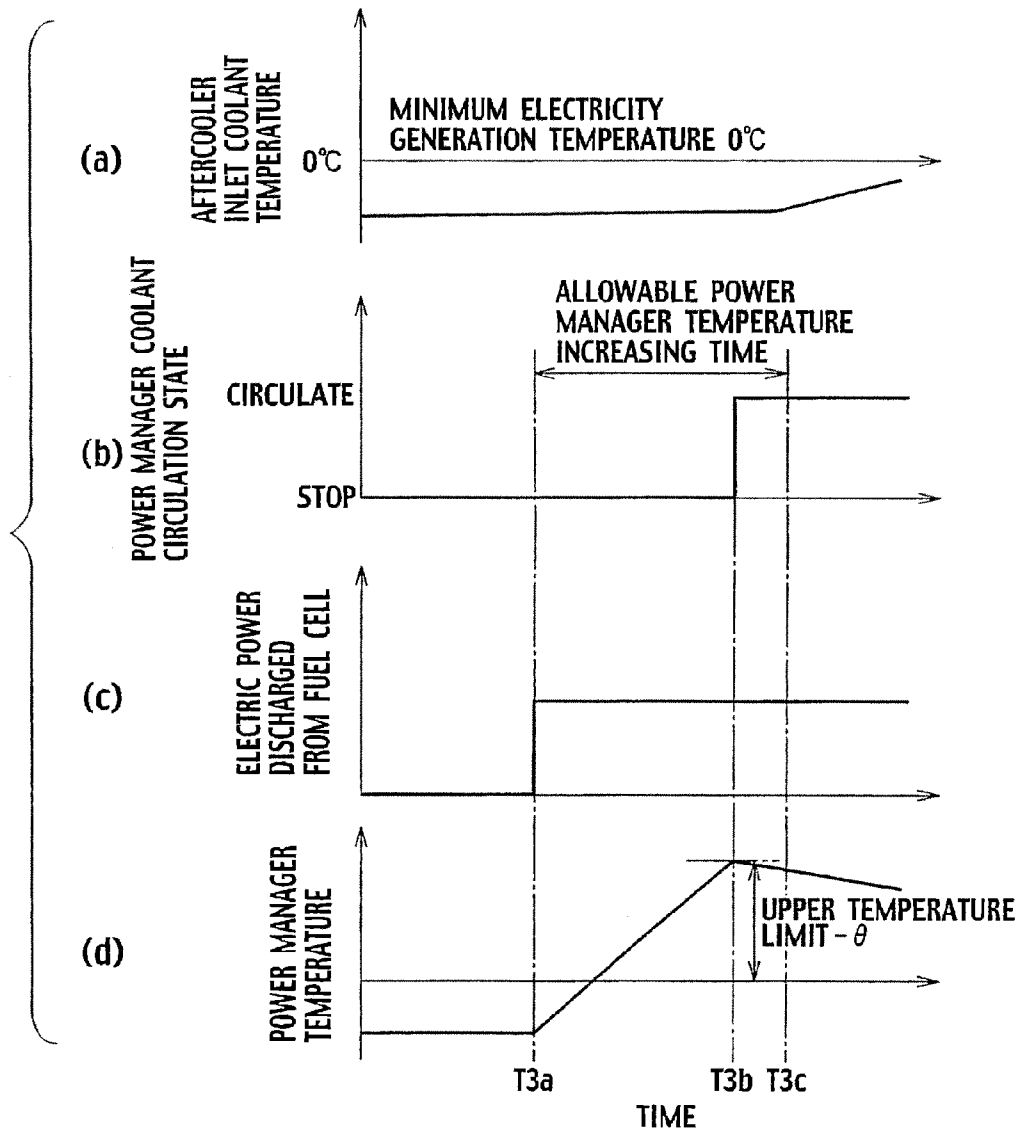 (a)
AFTERCOOLER
INLET COOLANT
TEMPERATURE
0℃
MINIMUM ELECTRICITY
GENERATION TEMPERATURE 0℃
(b)
POWER MANAGER COOLANT
CIRCULATION STATE
CIRCULATE
STOP
ALLOWABLE POWER
MANAGER TEMPERATURE
INCREASING TIME
(c)
ELECTRIC POWER
DISCHARGED
FROM FUEL CELL
(d)
POWER MANAGER
TEMPERATURE
UPPER TEMPERATURE
LIMIT-θ
T3a
T3b
T3c
TIME